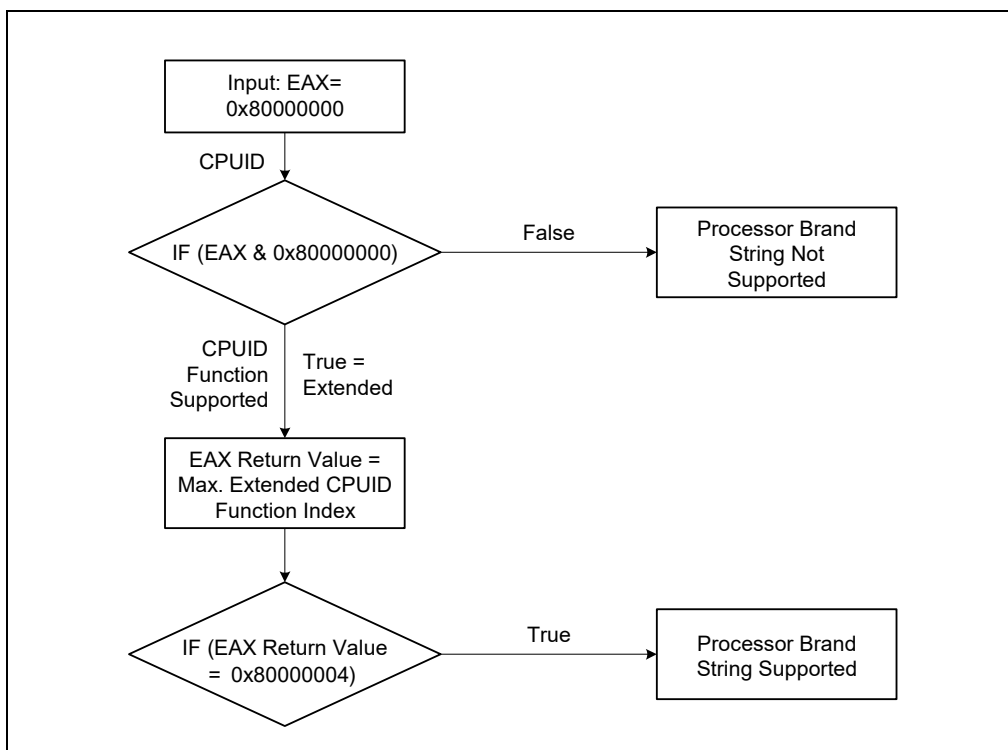 Input: EAX=
0x80000000
CPUID
IF (EAX & 0x80000000)
False
Processor Brand
String Not
Supported
CPUID
Function
Supported
True =
Extended
EAX Return Value =
Max. Extended CPUID
Function Index
IF (EAX Return Value
= 0x80000004)
True
Processor Brand
String Supported